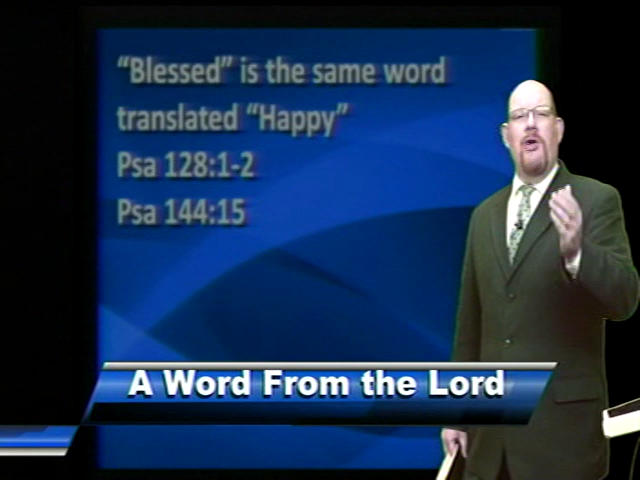 “Blessed” is the same word
translated “Happy”
Psa 128:1-2
Psa 144:15
A Word From the Lord